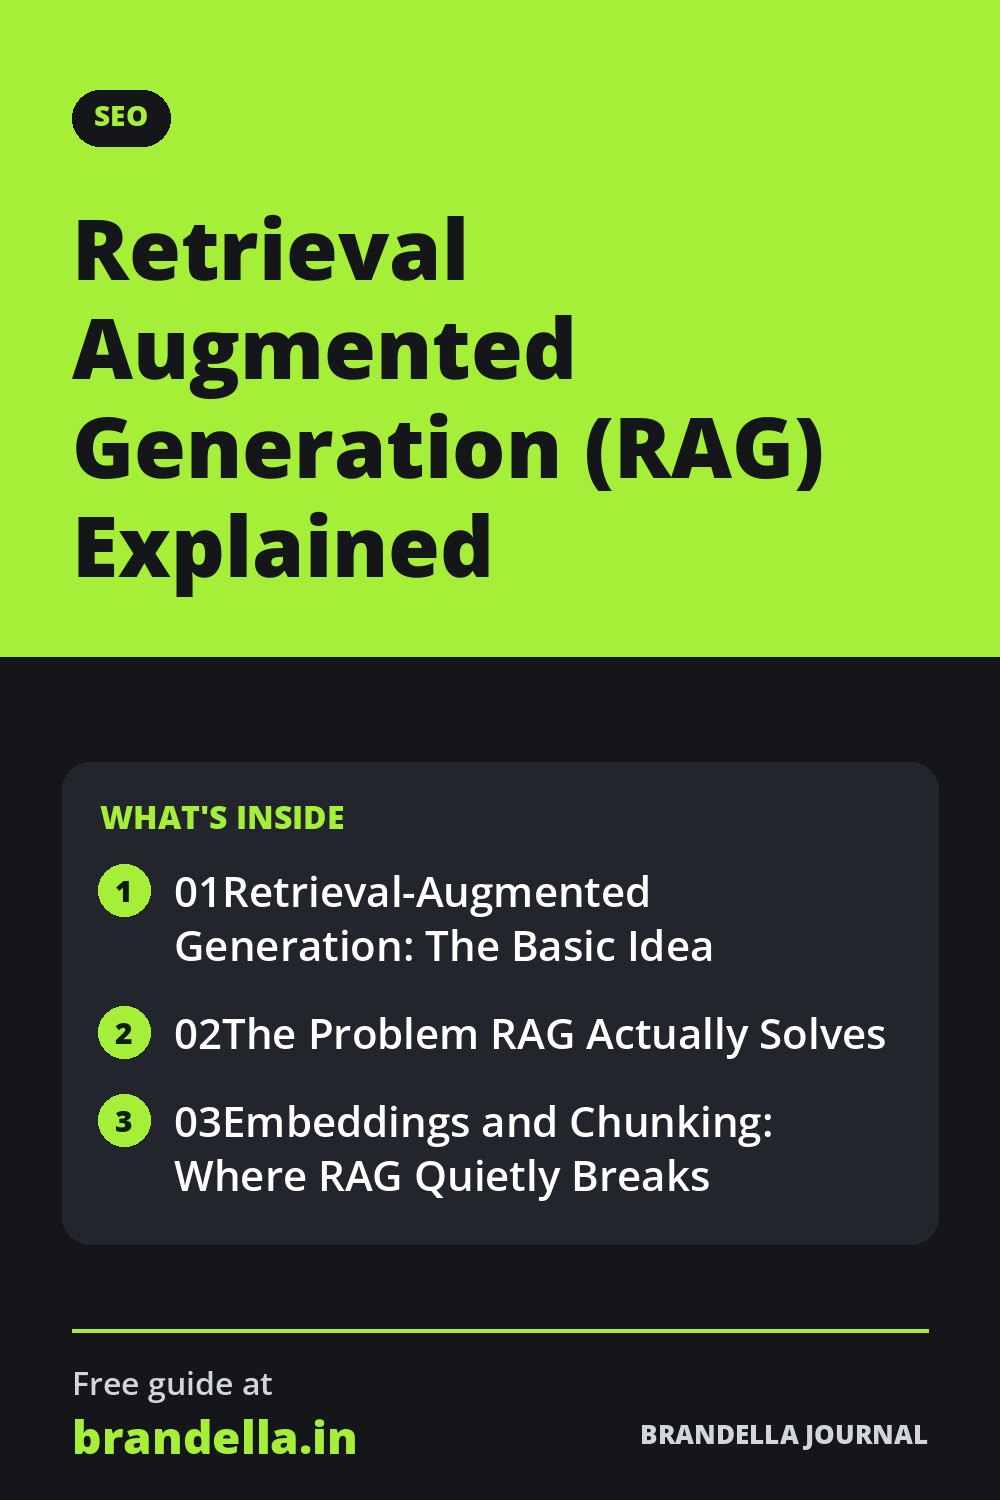 SEO
Retrieval
Augmented
Generation (RAG)
Explained
WHAT'S INSIDE
1 01Retrieval-Augmented
Generation: The Basic Idea
2 02The Problem RAG Actually Solves
3 03Embeddings and Chunking:
Where RAG Quietly Breaks
Free guide at
brandella.in
BRANDELLA JOURNAL